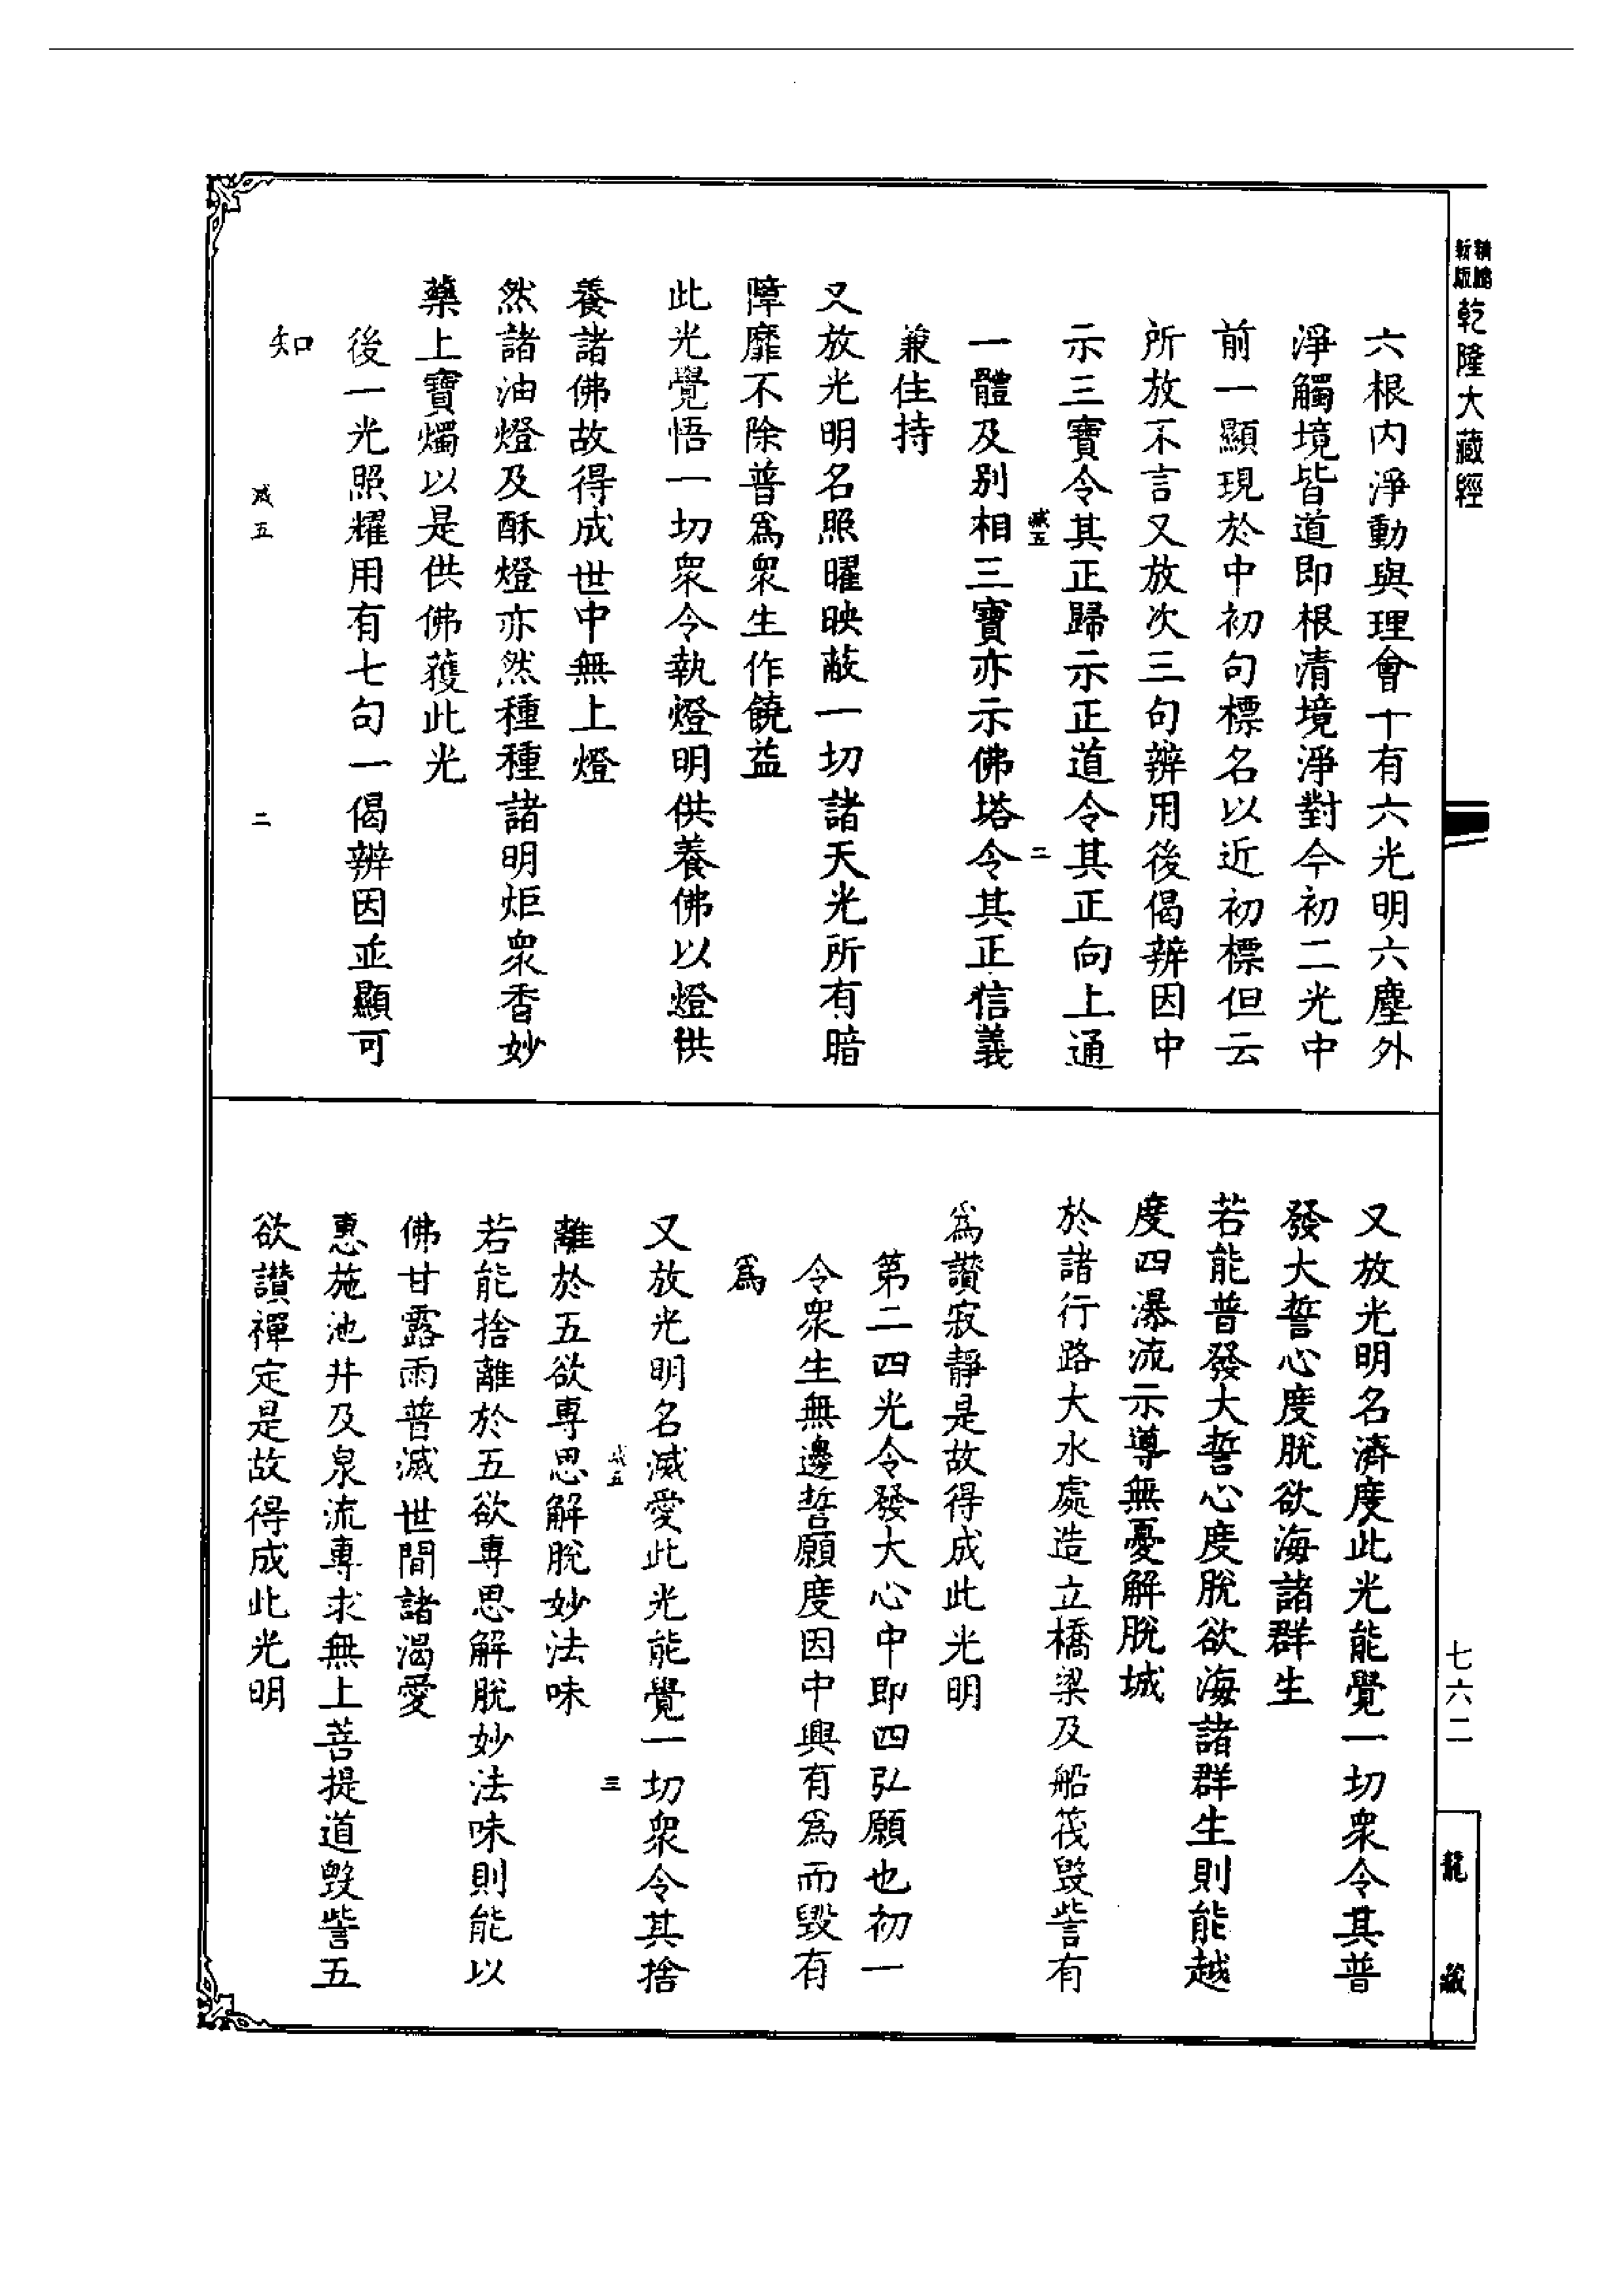 精鹏新版
乾隆大藏經
六根內淨動與理會十有六光明六塵外
淨觸境皆道即根清境淨對今初二光中
前一顯現於中初句標名以近初標但云
所放不言又放次三句辨用後偈辨因中
示三寶令其正歸示正道令其正向上通
減五
二
一體及别相三寶亦示佛塔令其正信義
兼住持
又放光明名照曜映蔽一切諸天光所有暗
障靡不除普爲衆生作饒益
此光覺悟一切衆令執燈明供養佛以燈供
養諸佛故得成世中無上燈
然諸油燈及酥燈亦然種種諸明炬衆香妙
藥上寶燭以是供佛獲此光
後一光照耀用有七句一偈辨因並顯可
知
減五
二
又放光明名濟度此光能覺一切衆令其普
發大誓心度脫欲海諸群生
若能普發大誓心度脫欲海諸群生則能越
度四瀑流示導無憂解脫城
於諸行路大水處造立橋梁及船筏毁訾有
爲讚寂靜是故得成此光明
第二四光令發大心中即四弘願也初一
令衆生無邊誓願度因中興有爲而毁有
爲
又放光明名滅愛此光能覺一切衆令其捨
減五
三
離於五欲專思解脫妙法味
若能捨離於五欲專思解脫妙法味則能以
佛甘露雨普滅世間諸渴愛
惠施池井及泉流專求無上菩提道毁訾五
欲讚禪定是故得成此光明
七六二
龍藏